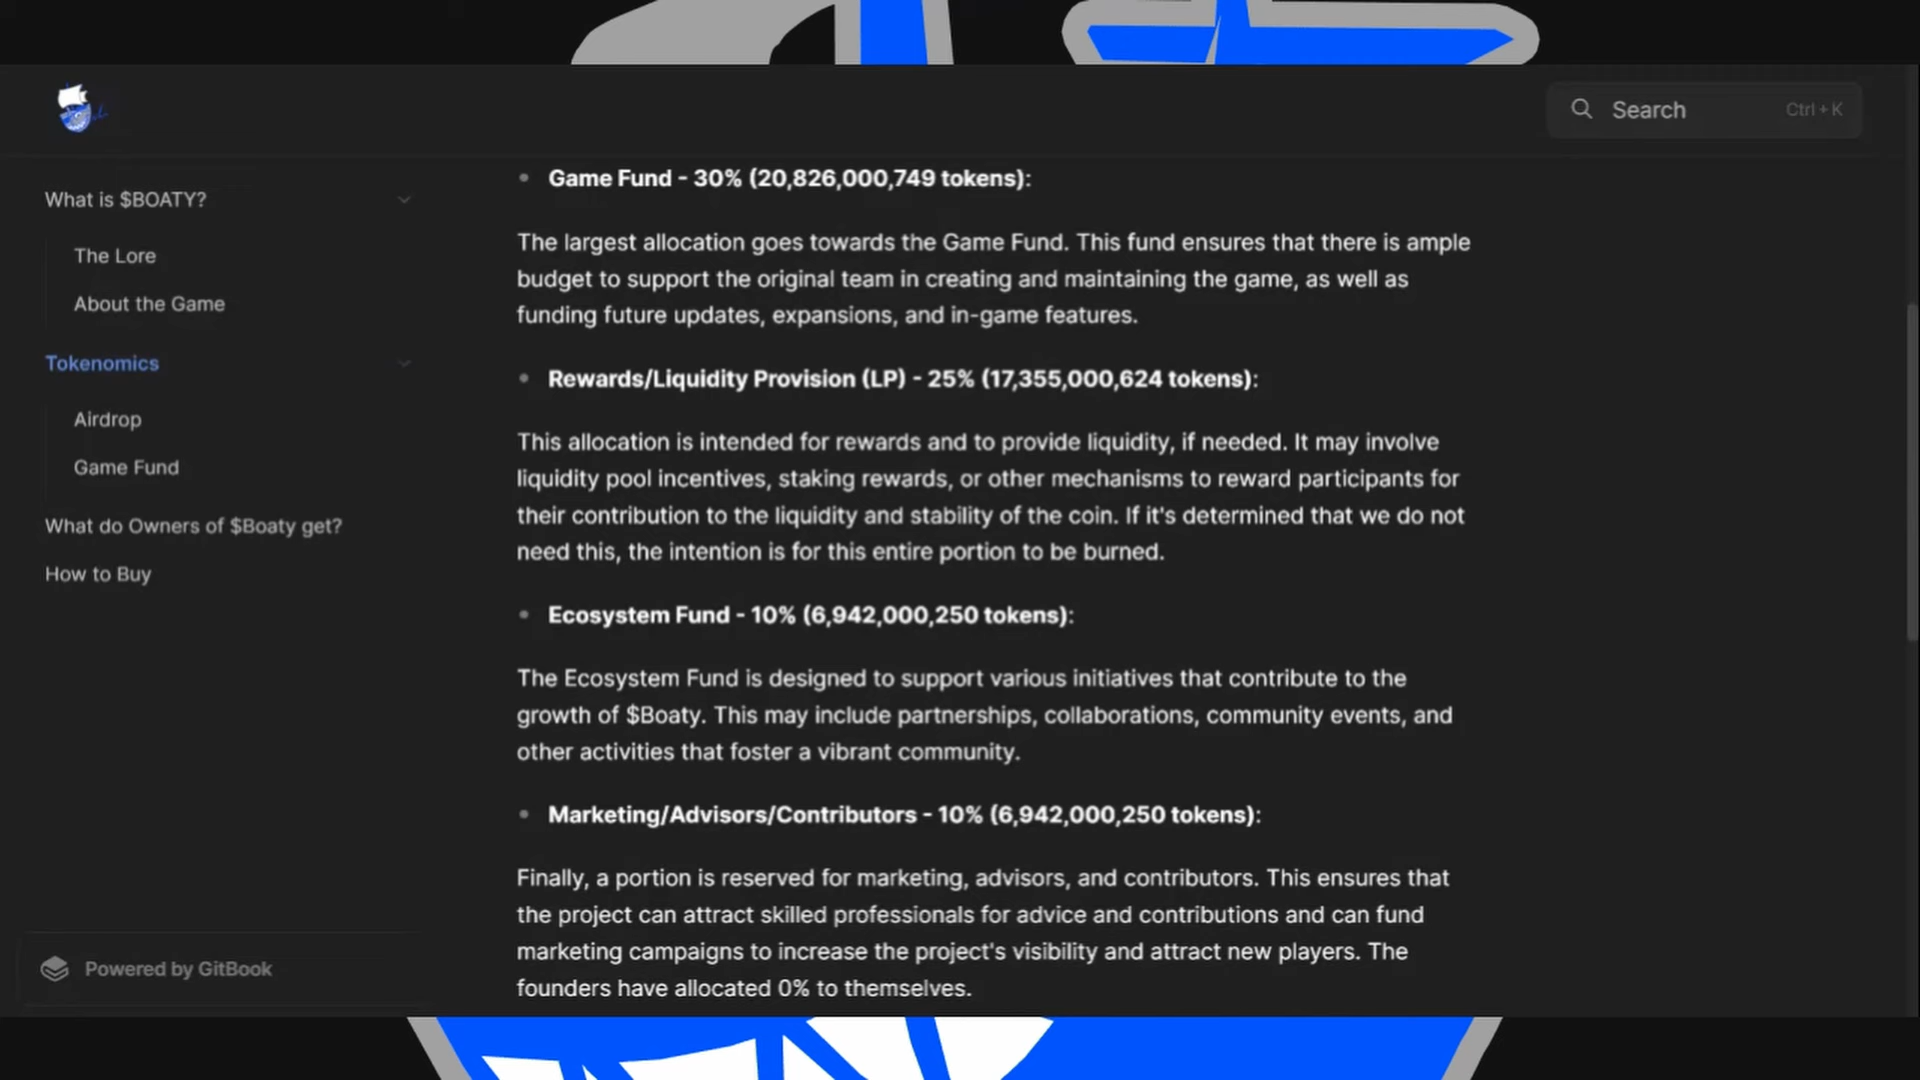 Search Ctrl + K
What is $BOATY?
The Lore
About the Game
Tokenomics
Airdrop
Game Fund
What do Owners of $Boaty get?
How to Buy
Powered by GitBook
• Game Fund - 30% (20,826,000,749 tokens):
The largest allocation goes towards the Game Fund. This fund ensures that there is ample
budget to support the original team in creating and maintaining the game, as well as
funding future updates, expansions, and in-game features.
• Rewards/Liquidity Provision (LP) - 25% (17,355,000,624 tokens):
This allocation is intended for rewards and to provide liquidity, if needed. It may involve
liquidity pool incentives, staking rewards, or other mechanisms to reward participants for
their contribution to the liquidity and stability of the coin. If it's determined that we do not
need this, the intention is for this entire portion to be burned.
• Ecosystem Fund - 10% (6,942,000,250 tokens):
The Ecosystem Fund is designed to support various initiatives that contribute to the
growth of $Boaty. This may include partnerships, collaborations, community events, and
other activities that foster a vibrant community.
• Marketing/Advisors/Contributors - 10% (6,942,000,250 tokens):
Finally, a portion is reserved for marketing, advisors, and contributors. This ensures that
the project can attract skilled professionals for advice and contributions and can fund
marketing campaigns to increase the project's visibility and attract new players. The
founders have allocated 0% to themselves.